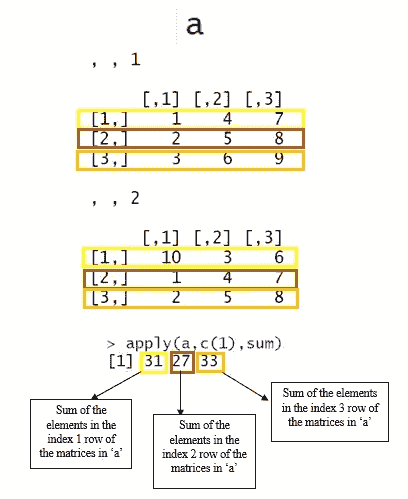 a
, , 1
[,1] [,2] [,3]
[1,] 1 4 7
[2,] 2 5 8
[3,] 3 6 9
, , 2
[,1] [,2] [,3]
[1,] 10 3 6
[2,] 1 4 7
[3,] 2 5 8
> apply(a,c(1),sum)
[1] 31 27 33
Sum of the
elements in the
index 1 row of
the matrices in ‘a’
Sum of the
elements in the
index 2 row of the
matrices in ‘a’
Sum of the elements
in the index 3 row of
the matrices in ‘a’